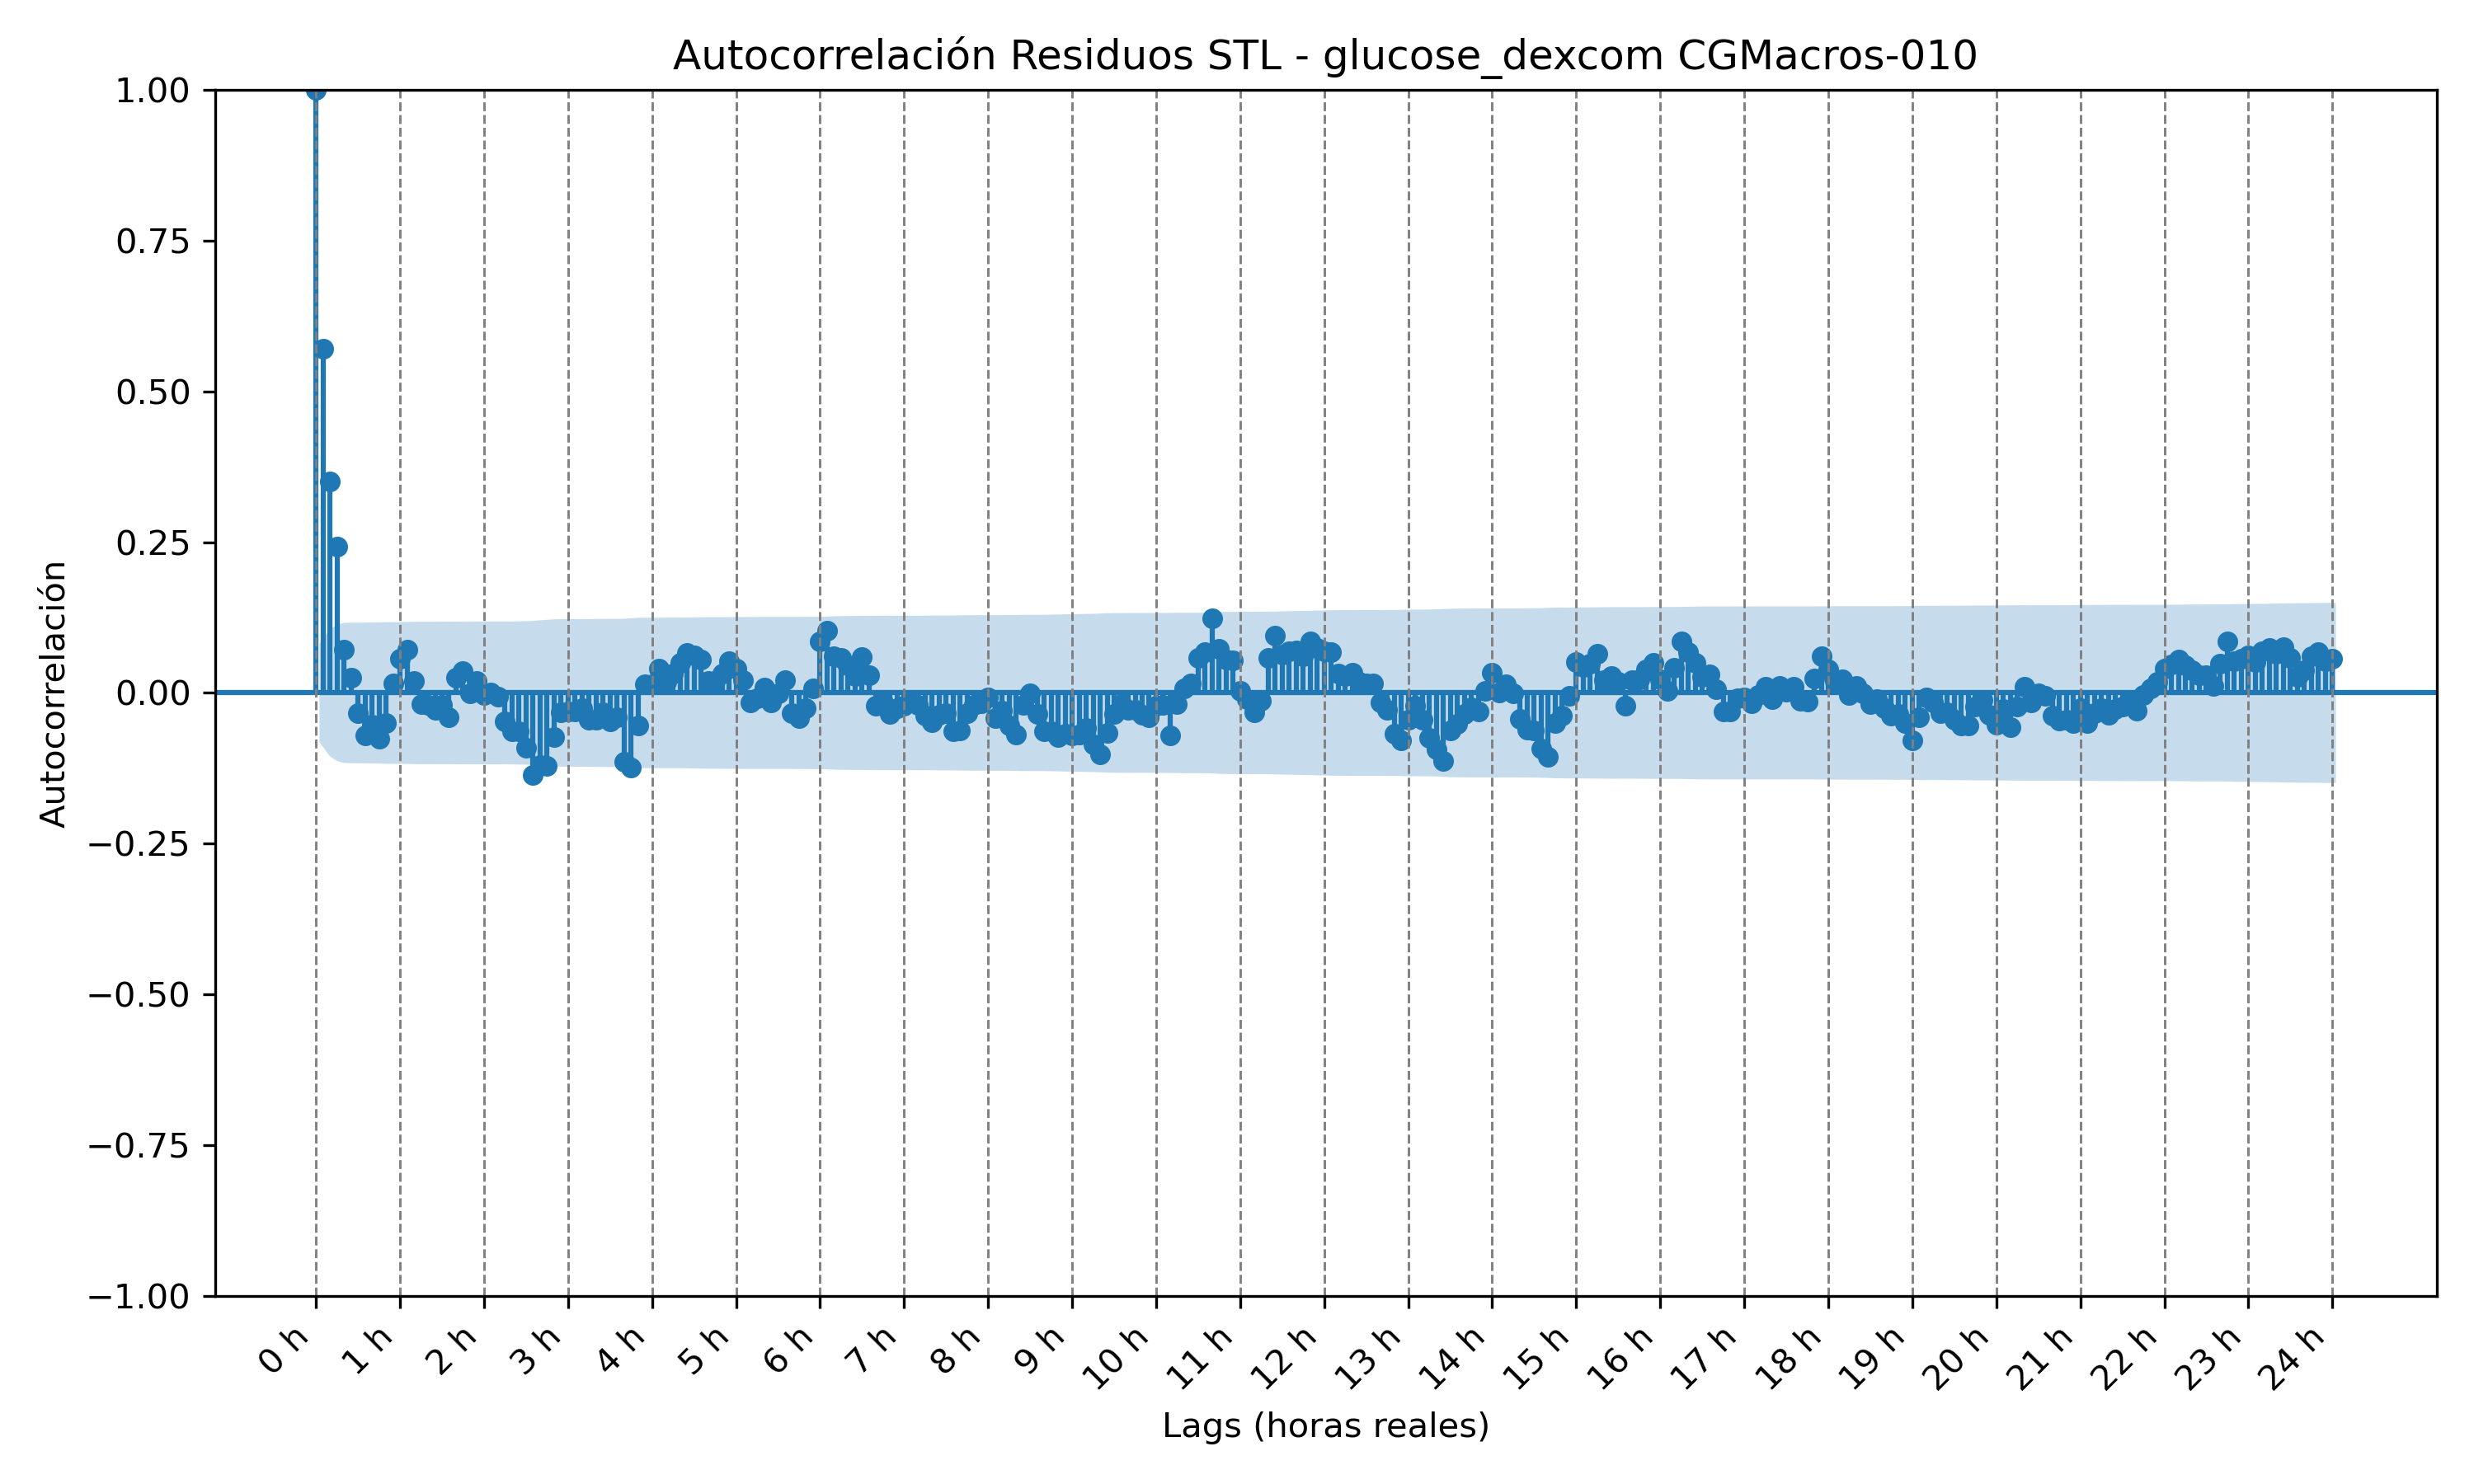 Autocorrelación Residuos STL - glucose_dexcom CGMacros-010
1.00
0.75
0.50
0.25
0.00
−0.25
−0.50
−0.75
−1.00
Autocorrelación
0 h
1 h
2 h
3 h
4 h
5 h
6 h
7 h
8 h
9 h
10 h
11 h
12 h
13 h
14 h
15 h
16 h
17 h
18 h
19 h
20 h
21 h
22 h
23 h
24 h
Lags (horas reales)